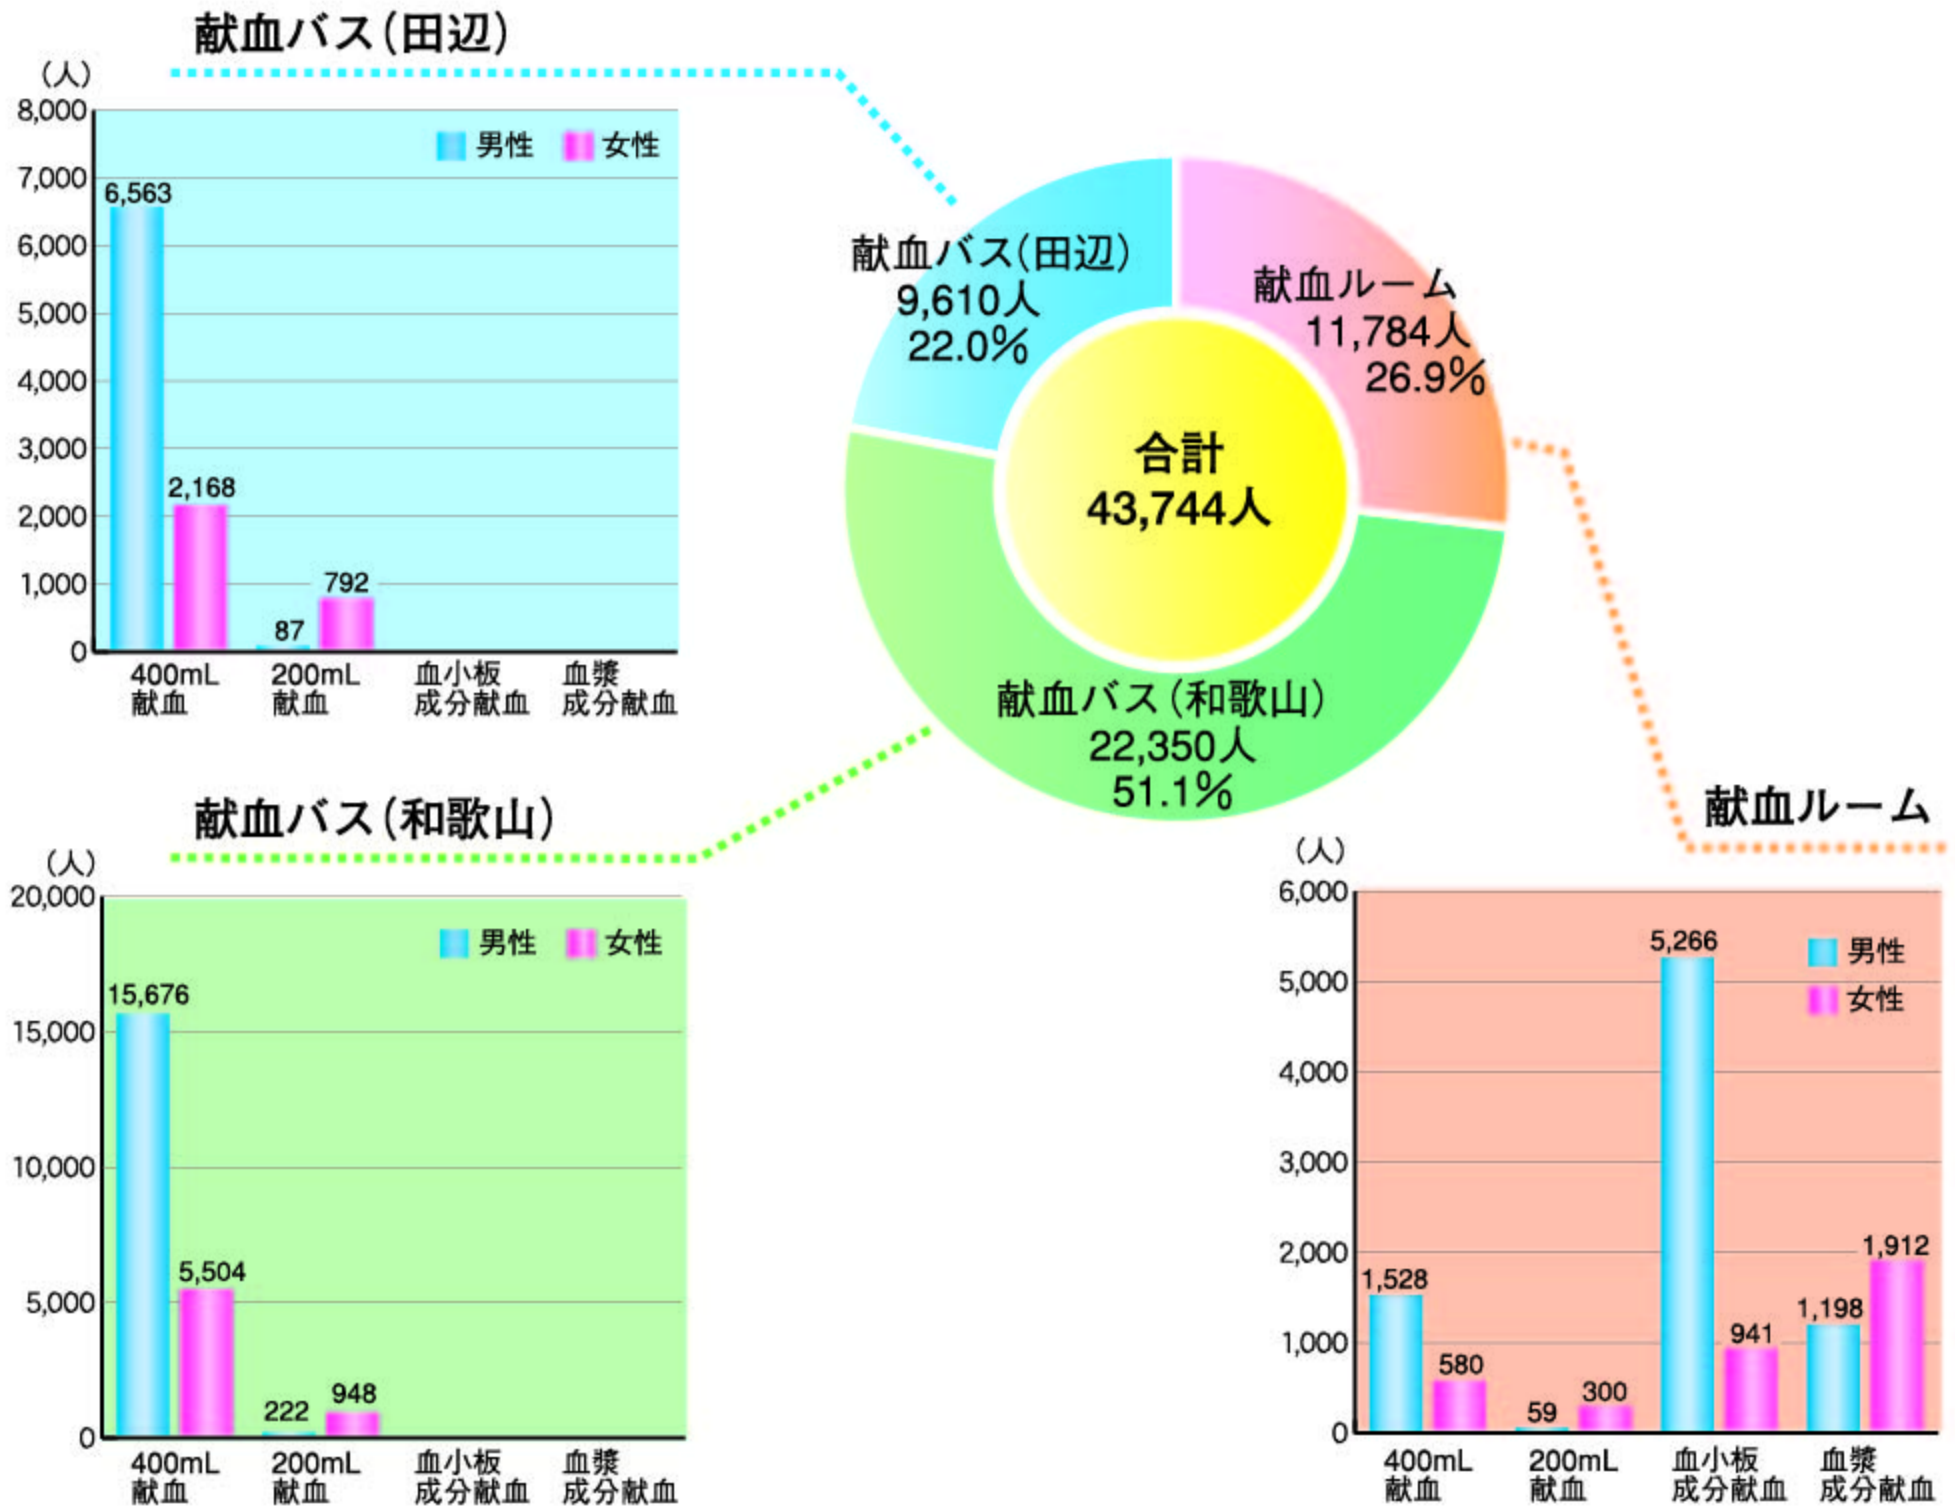 献血バス(田辺)
(人)
8,000
7,000
6,000
5,000
4,000
3,000
2,000
1,000
0
男性 女性
6,563
2,168
87
792
400mL
献血
200mL
献血
血小板
成分献血
血漿
成分献血
献血バス(田辺)
9,610人
22.0%
献血ルーム
11,784人
26.9%
合計
43,744人
献血バス(和歌山)
22,350人
51.1%
献血バス(和歌山)
(人)
20,000
15,000
10,000
5,000
0
男性 女性
15,676
5,504
222
948
400mL
献血
200mL
献血
血小板
成分献血
血漿
成分献血
献血ルーム
(人)
6,000
5,000
4,000
3,000
2,000
1,000
0
男性
女性
1,528
580
59
300
5,266
941
1,198
1,912
400mL
献血
200mL
献血
血小板
成分献血
血漿
成分献血